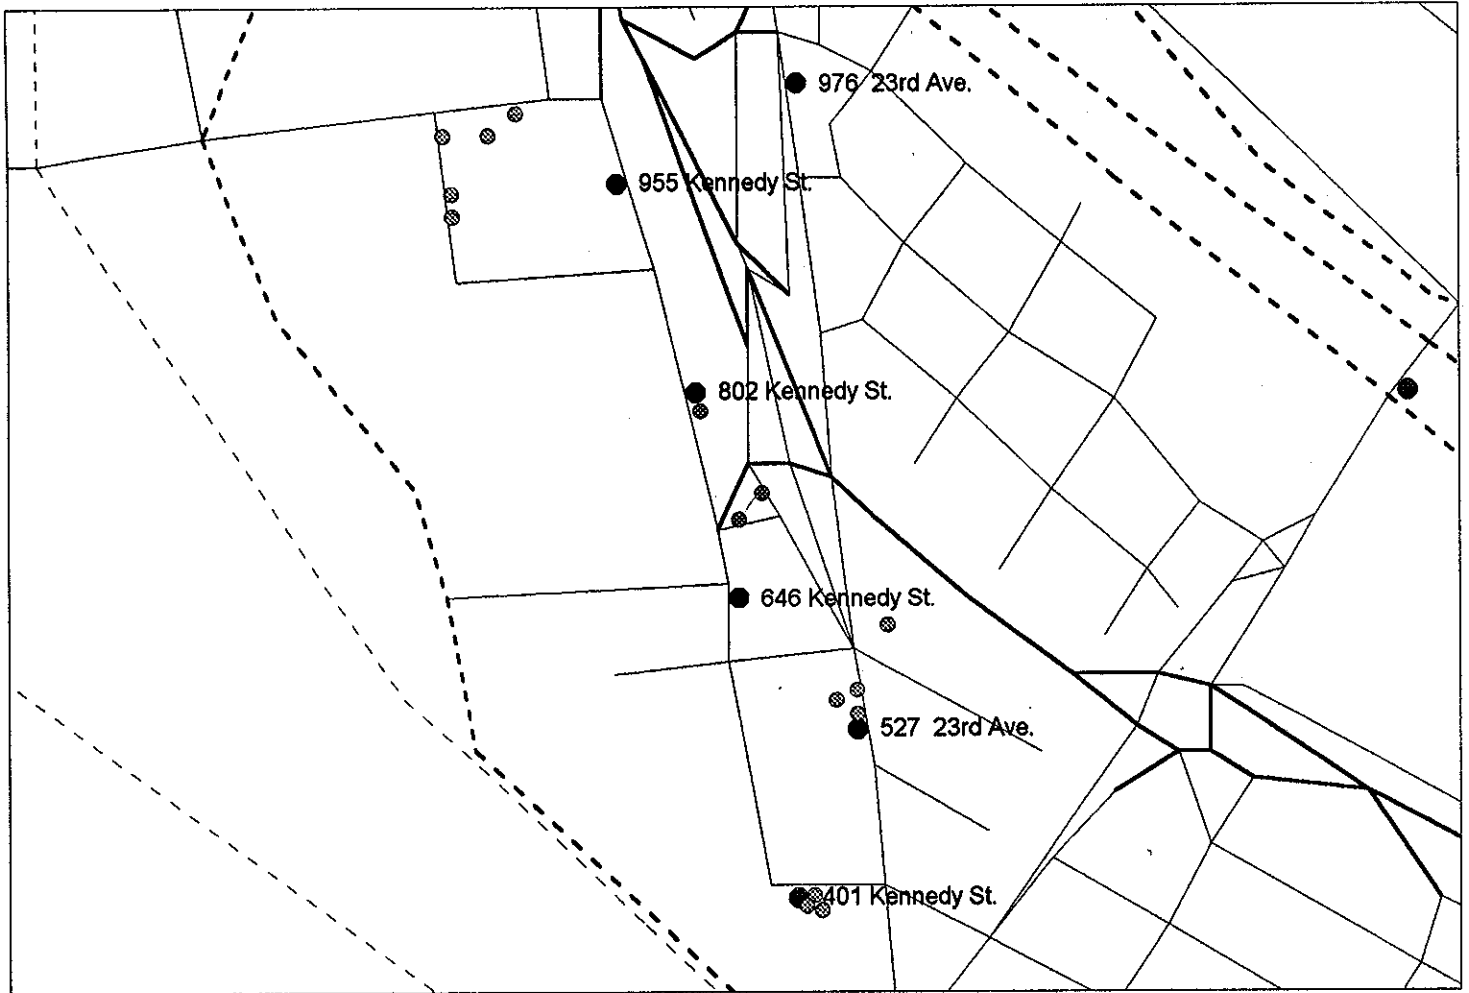 976 23rd Ave.
955 Kennedy St.
802 Kennedy St.
646 Kennedy St.
527 23rd Ave.
401 Kennedy St.